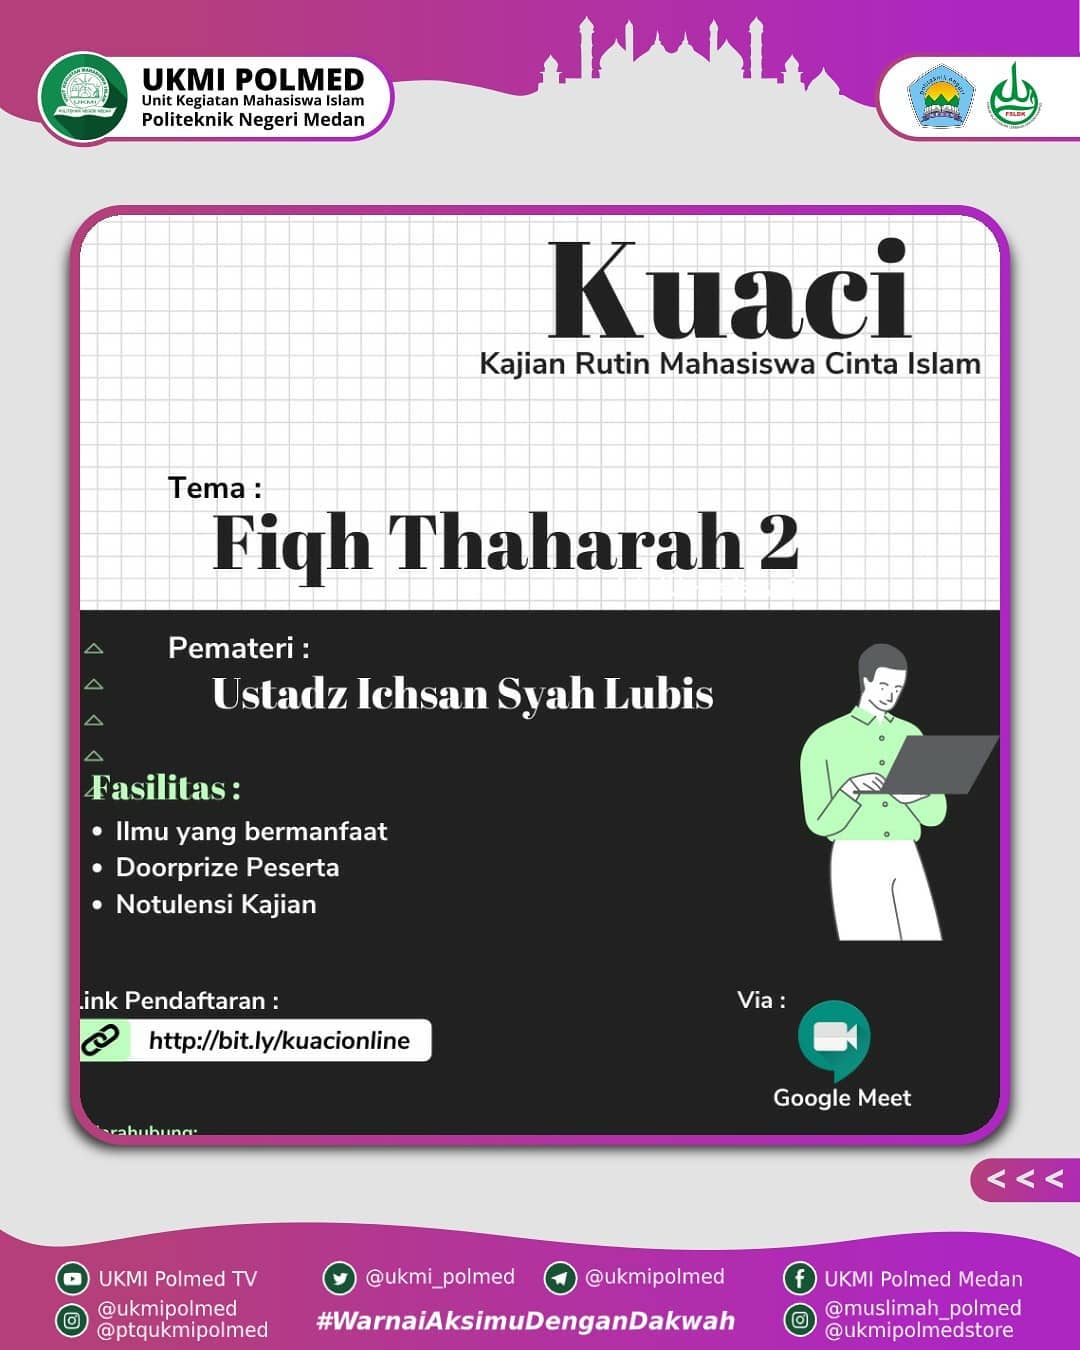 UKMI POLMED
Unit Kegiatan Mahasiswa Islam
Politeknik Negeri Medan
UKMI
FSLDK
Kuaci
Kajian Rutin Mahasiswa Cinta Islam
Tema :
Fiqh Thaharah 2
Pemateri :
Ustadz Ichsan Syah Lubis
Fasilitas :
• Ilmu yang bermanfaat
• Doorprize Peserta
• Notulensi Kajian
ink Pendaftaran :
http://bit.ly/kuacionline
Via :
Google Meet
< < <
UKMI Polmed TV
@ukmipolmed
@ptqukmipolmed
@ukmi_polmed
@ukmipolmed
#WarnaiAksimuDenganDakwah
UKMI Polmed Medan
@muslimah_polmed
@ukmipolmedstore